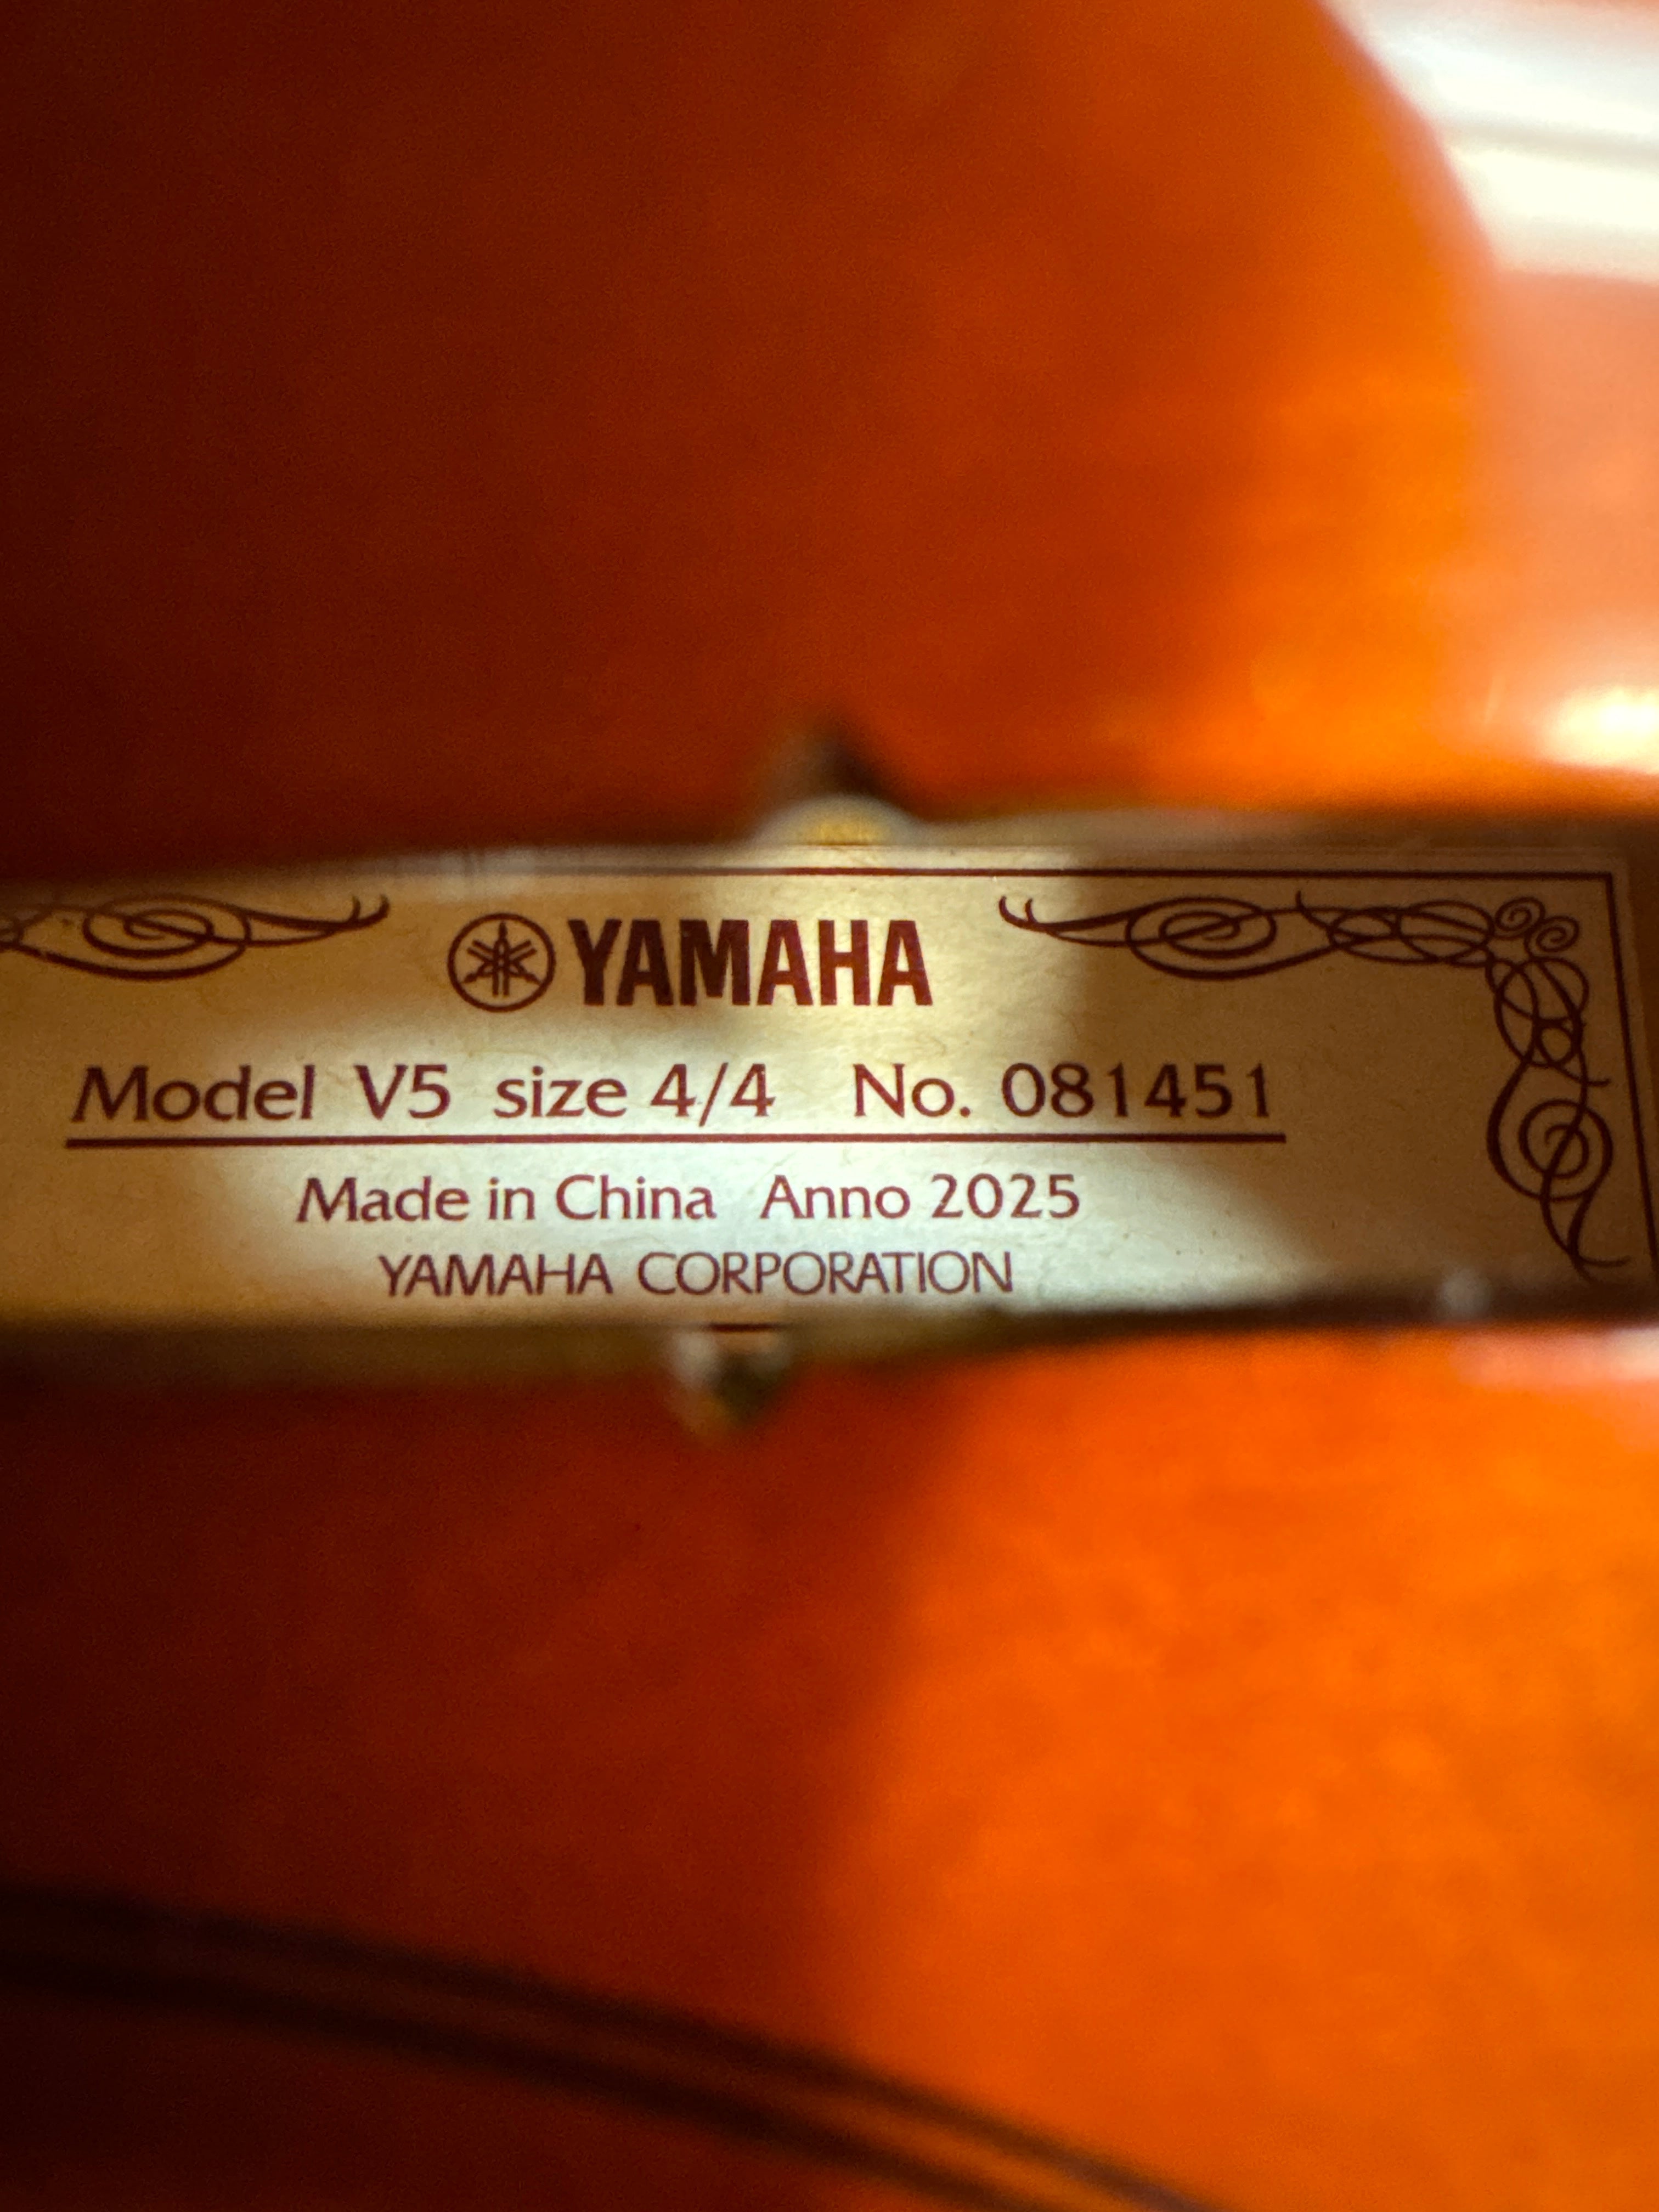 YAMAHA
Model V5 size 4/4 No. 081451
Made in China Anno 2025
YAMAHA CORPORATION